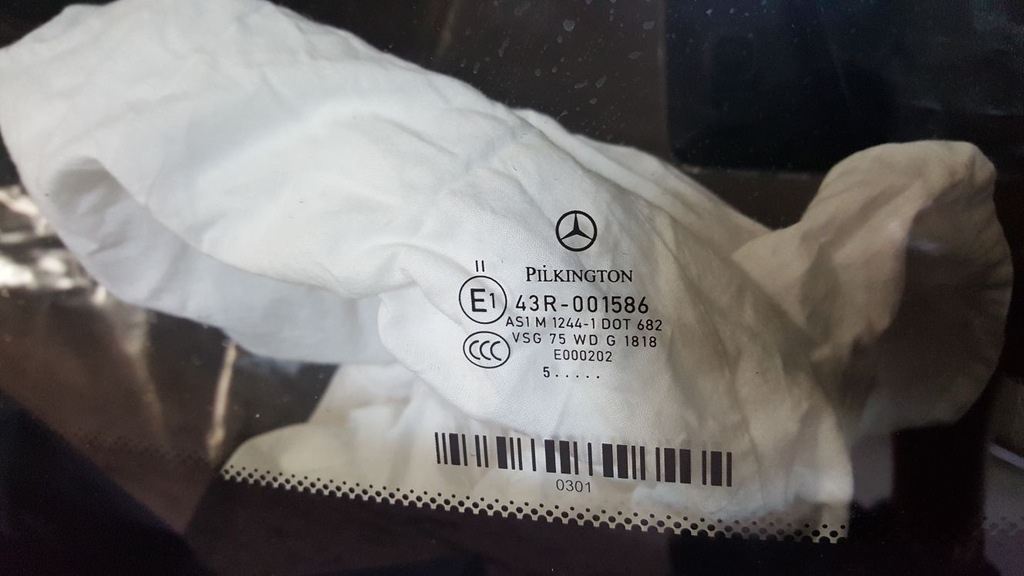 PILKINGTON
II
E1 43R-001586
AS1 M 1244-1 DOT 682
CCC VSG 75 WD G 1818
E000202
5.....
0301